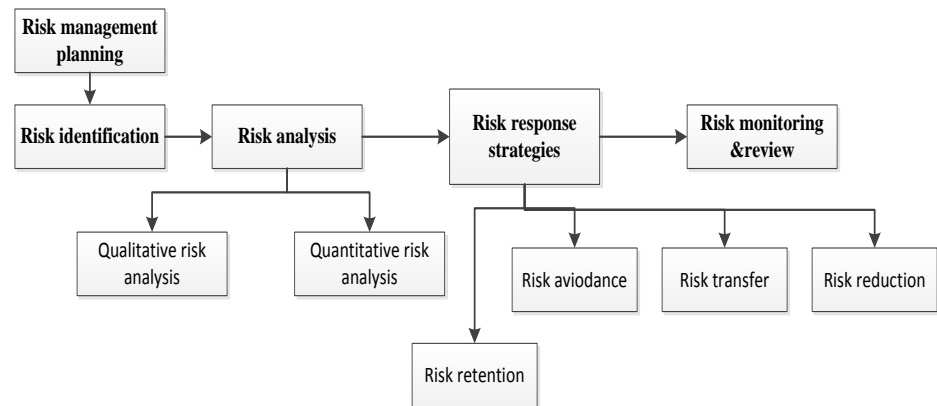 Risk management
planning
Risk identification
Risk analysis
Risk response
strategies
Risk monitoring
&review
Qualitative risk
analysis
Quantitative risk
analysis
Risk aviodance
Risk transfer
Risk reduction
Risk retention